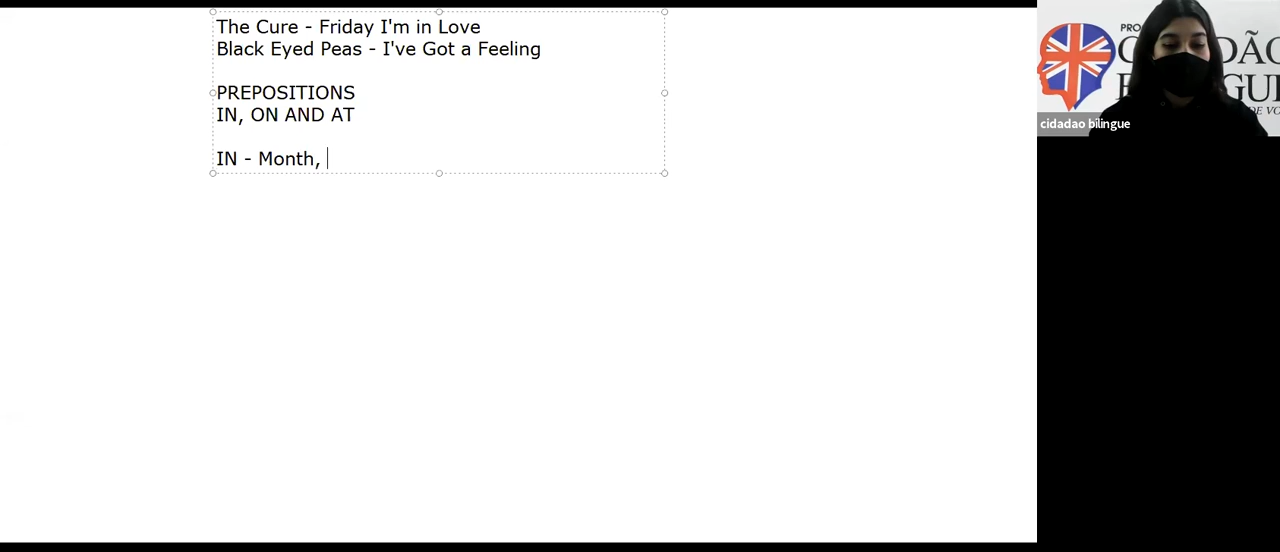 The Cure - Friday I'm in Love
Black Eyed Peas - I've Got a Feeling
PREPOSITIONS
IN, ON AND AT
IN - Month,
cidadao bilingue